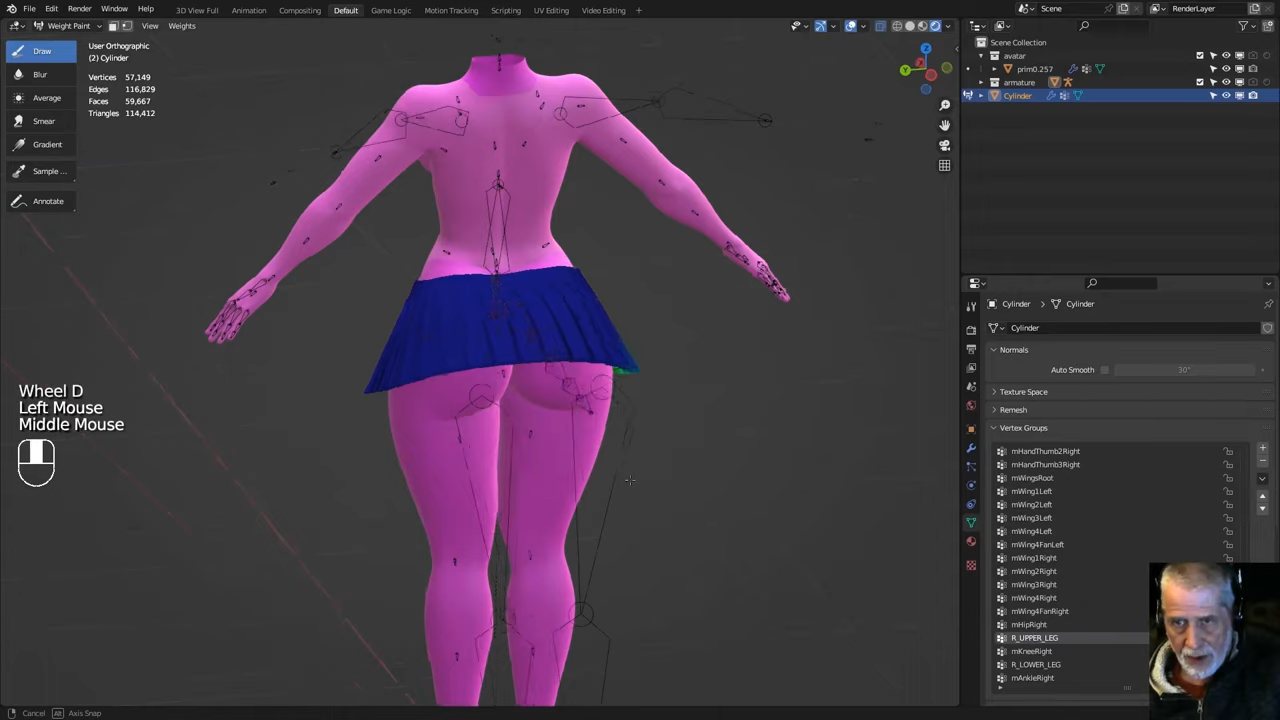 File Edit Render Window Help
3D View Full Animation Compositing Default Game Logic Motion Tracking Scripting UV Editing Video Editing +
Scene
RenderLayer
Weight Paint
View Weights
Draw
Blur
Average
Smear
Gradient
Sample ...
Annotate
User Orthographic
(2) Cylinder
Vertices 57,149
Edges 116,829
Faces 59,667
Triangles 114,412
Wheel D
Left Mouse
Middle Mouse
Cancel Alt Axis Snap
Scene Collection
avatar
prim0.257
armature
Cylinder
Cylinder > Cylinder
Cylinder
Normals
Auto Smooth 30°
Texture Space
Remesh
Vertex Groups
mHandThumb2Right
mHandThumb3Right
mWingsRoot
mWing1Left
mWing2Left
mWing3Left
mWing4Left
mWing4FanLeft
mWing1Right
mWing2Right
mWing3Right
mWing4Right
mWing4FanRight
mHipRight
R_UPPER_LEG
mKneeRight
R_LOWER_LEG
mAnkleRight